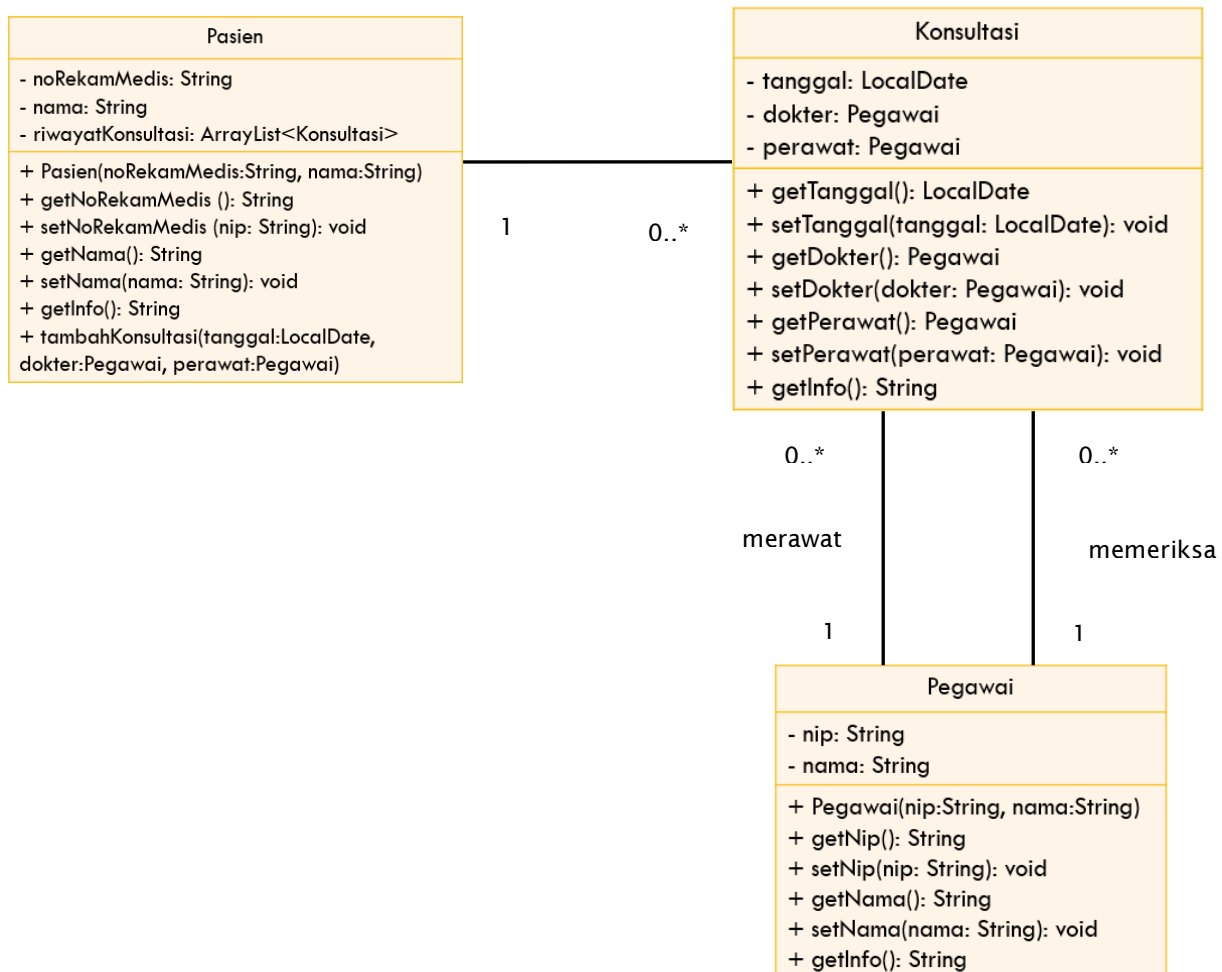 Pasien
- noRekamMedis: String
- nama: String
- riwayatKonsultasi: ArrayList<Konsultasi>
+ Pasien(noRekamMedis:String, nama:String)
+ getNoRekamMedis (): String
+ setNoRekamMedis (nip: String): void
+ getNama(): String
+ setNama(nama: String): void
+ getInfo(): String
+ tambahKonsultasi(tanggal:LocalDate,
dokter:Pegawai, perawat:Pegawai)
1
0..*
Konsultasi
- tanggal: LocalDate
- dokter: Pegawai
- perawat: Pegawai
+ getTanggal(): LocalDate
+ setTanggal(tanggal: LocalDate): void
+ getDokter(): Pegawai
+ setDokter(dokter: Pegawai): void
+ getPerawat(): Pegawai
+ setPerawat(perawat: Pegawai): void
+ getInfo(): String
0..*
0..*
merawat
memeriksa
1
1
Pegawai
- nip: String
- nama: String
+ Pegawai(nip:String, nama:String)
+ getNip(): String
+ setNip(nip: String): void
+ getNama(): String
+ setNama(nama: String): void
+ getInfo(): String